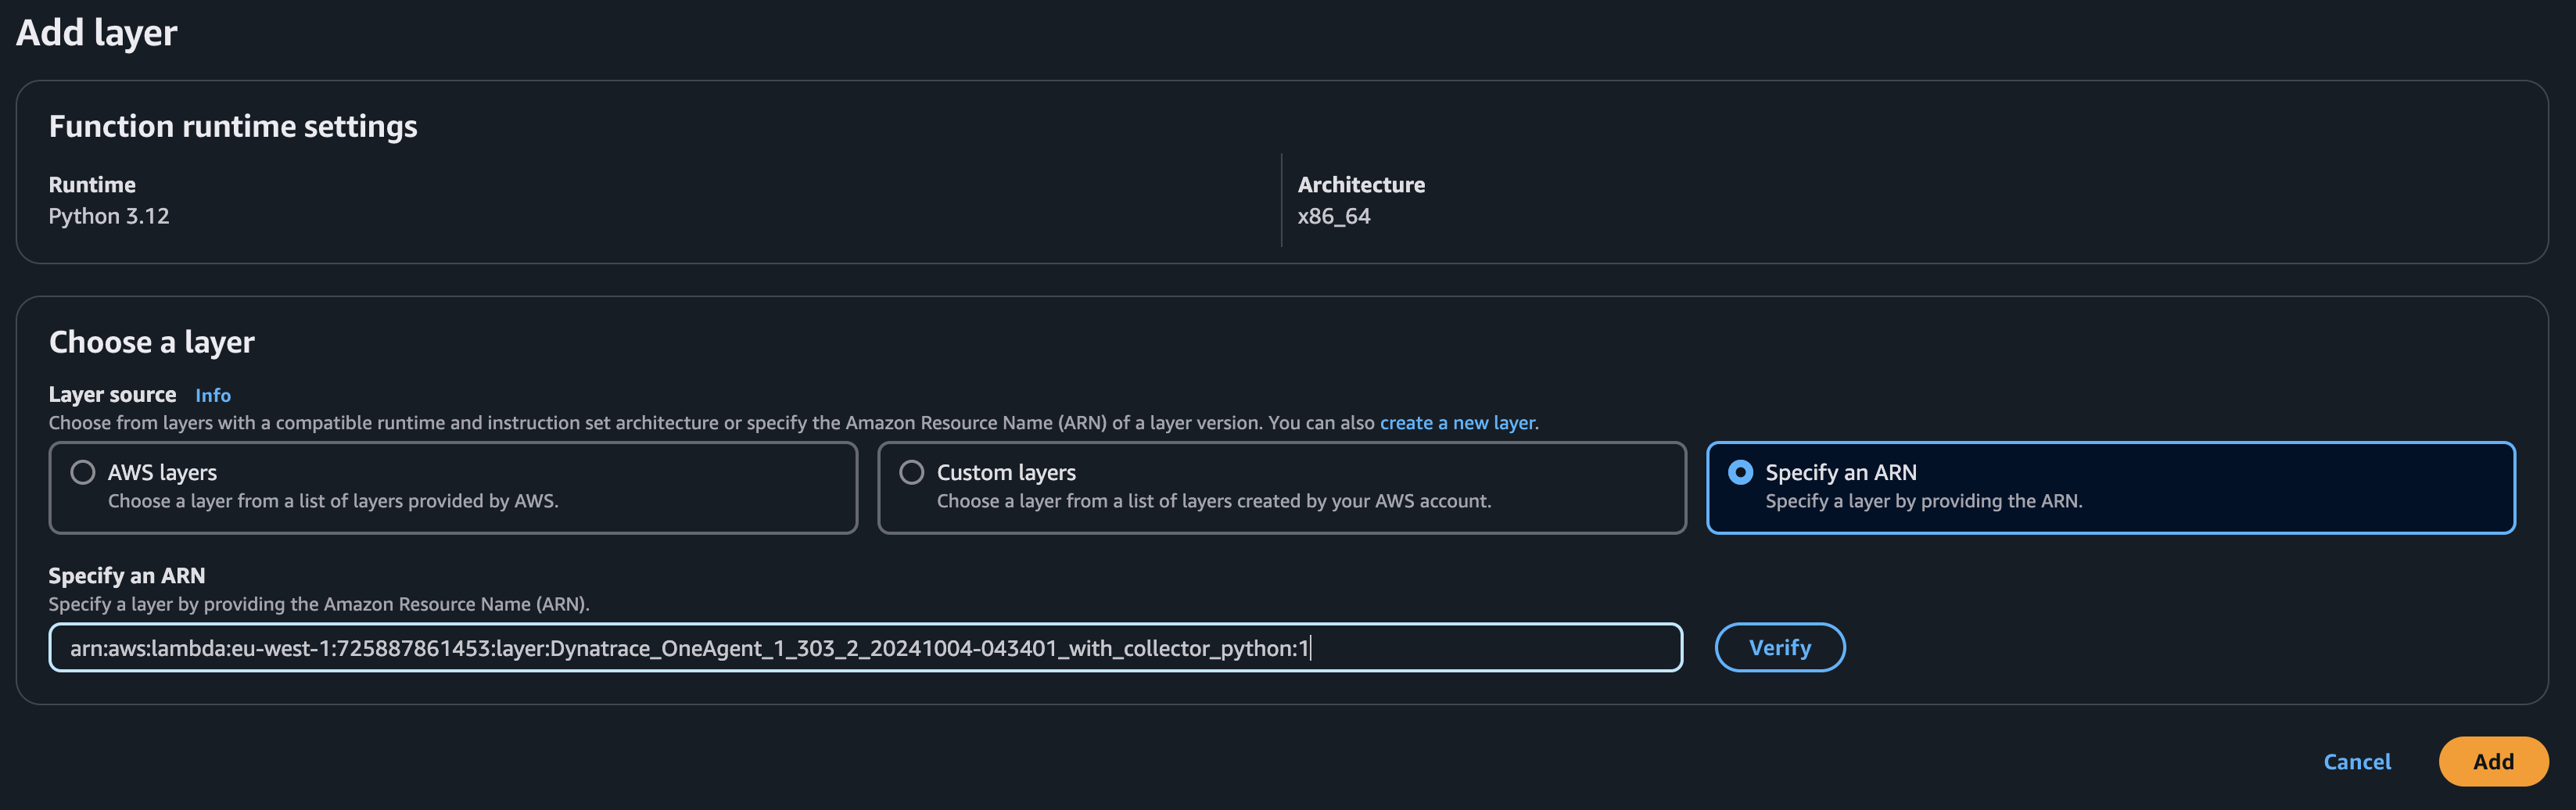 Add layer
Function runtime settings
Runtime
Python 3.12
Architecture
x86_64
Choose a layer
Layer source Info
Choose from layers with a compatible runtime and instruction set architecture or specify the Amazon Resource Name (ARN) of a layer version. You can also create a new layer.
AWS layers
Choose a layer from a list of layers provided by AWS.
Custom layers
Choose a layer from a list of layers created by your AWS account.
Specify an ARN
Specify a layer by providing the ARN.
Specify an ARN
Specify a layer by providing the Amazon Resource Name (ARN).
arn:aws:lambda:eu-west-1:725887861453:layer:Dynatrace_OneAgent_1_303_2_20241004-043401_with_collector_python:1
Verify
Cancel
Add